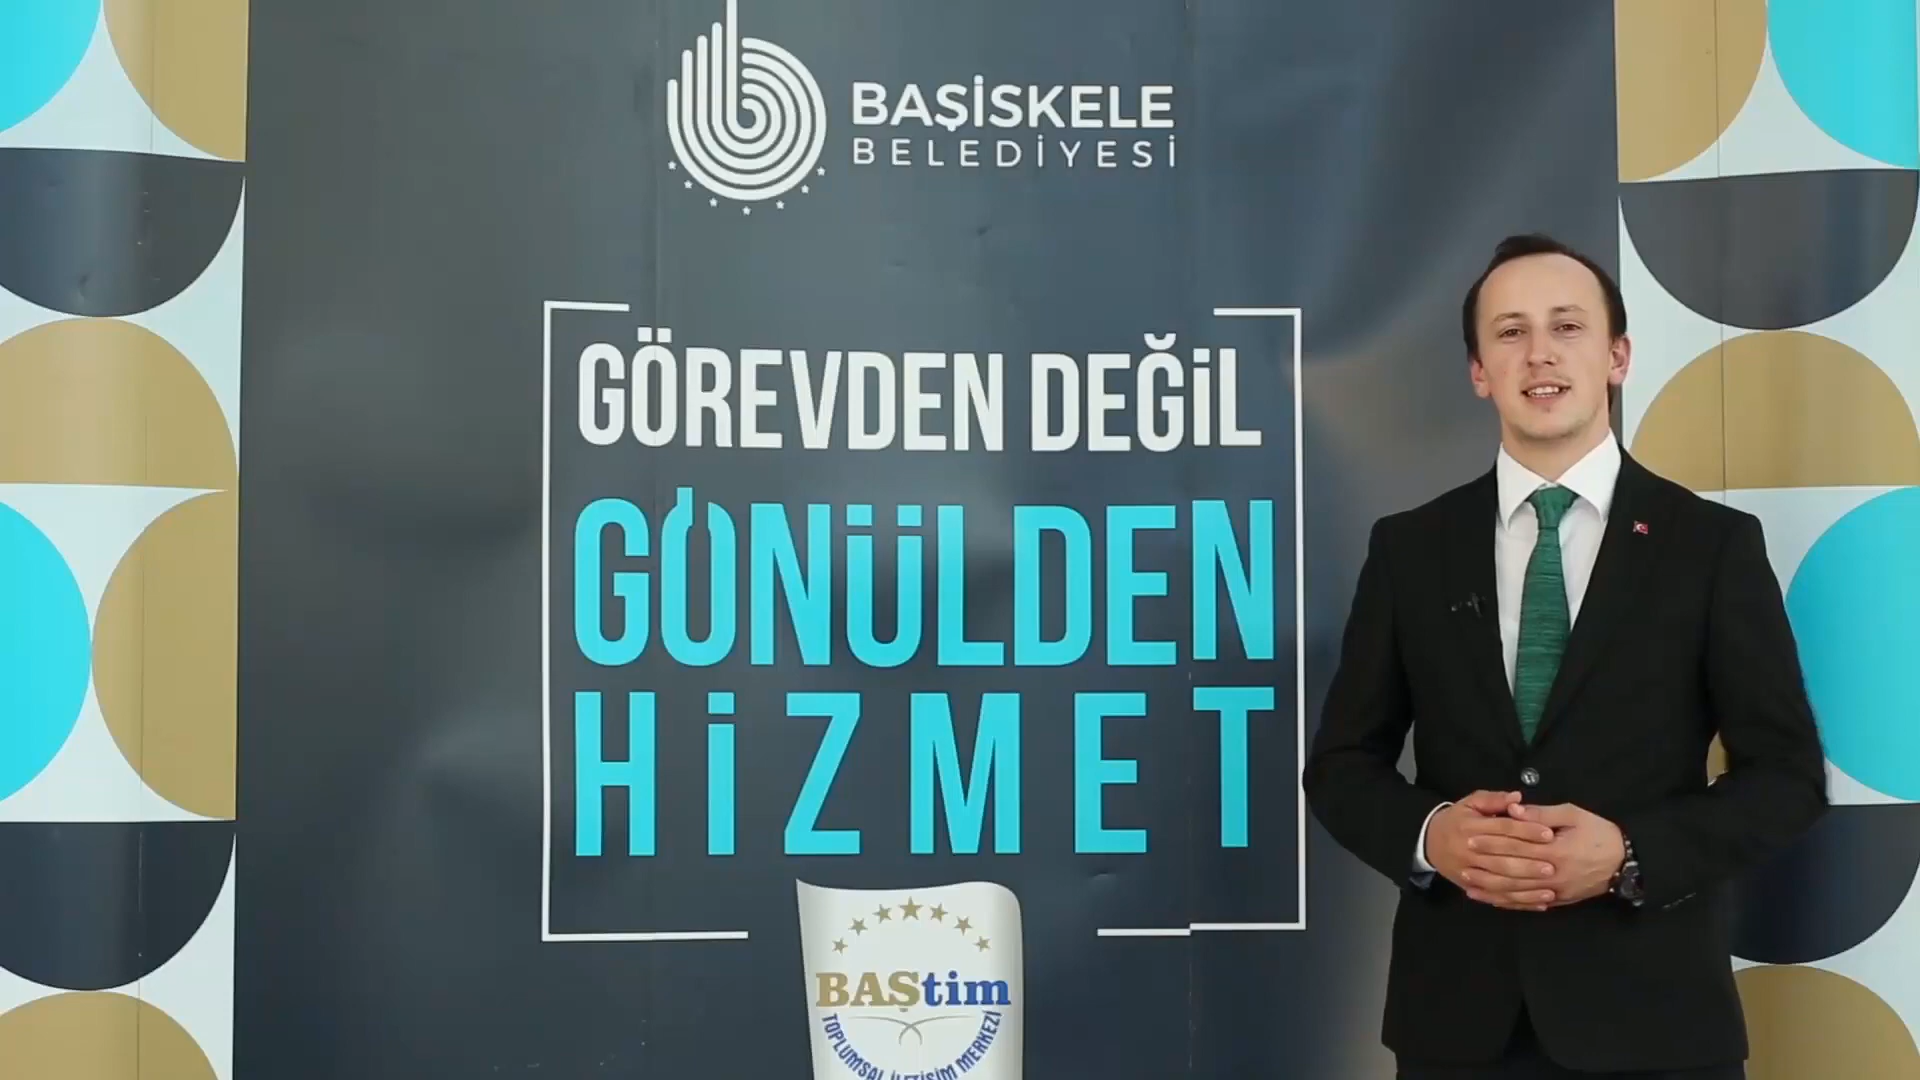 BAŞİSKELE
BELEDİYESİ
GÖREVDEN DEĞİL
GÖNÜLDEN
HİZMET
BAŞtim
TOPLUMSAL İLETİŞİM MERKEZİ